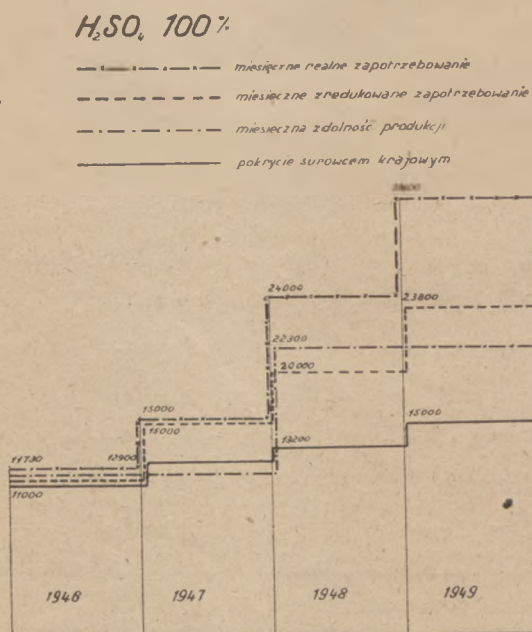 H₂SO₄ 100%
miesięczne realne zapotrzebowanie
miesięczne zredukowane zapotrzebowanie
miesięczna zdolność produkcji
pokrycie surowcem krajowym
24000
23800
22300
20000
15000
15000
15000
13200
11730 12900
11000
1946 1947 1948 1949